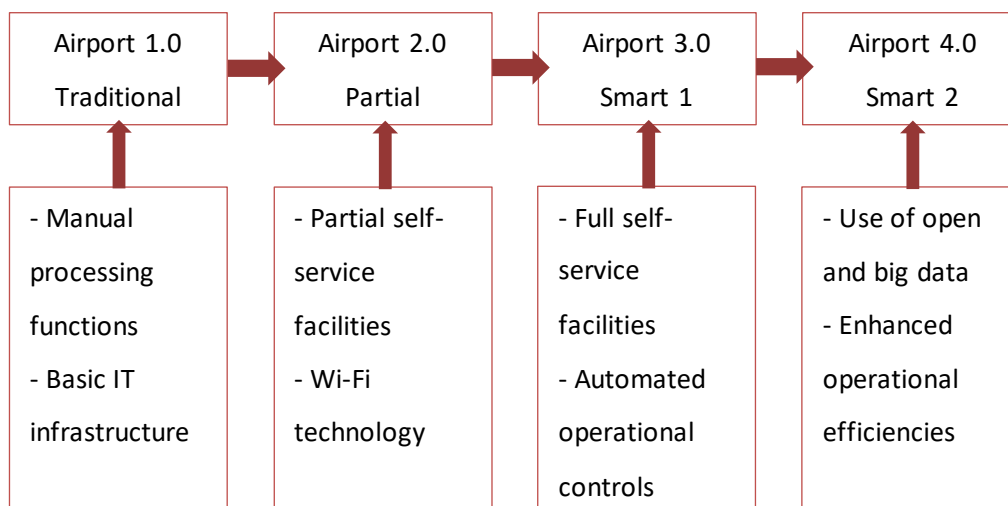 Airport 1.0
Traditional
Airport 2.0
Partial
Airport 3.0
Smart 1
Airport 4.0
Smart 2
- Manual
processing
functions
- Basic IT
infrastructure
- Partial self-
service
facilities
- Wi-Fi
technology
- Full self-
service
facilities
- Automated
operational
controls
- Use of open
and big data
- Enhanced
operational
efficiencies